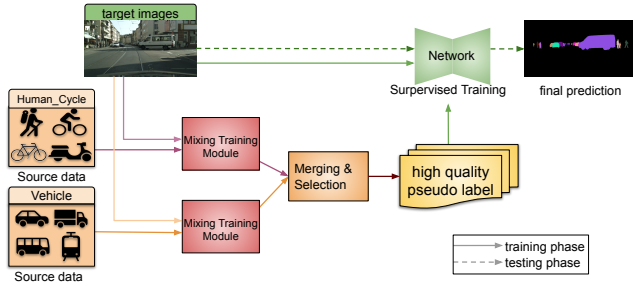 target images
Network
Surpervised Training
final prediction
Human_Cycle
Source data
Mixing Training
Module
Merging &
Selection
high quality
pseudo label
Vehicle
Source data
Mixing Training
Module
training phase
testing phase